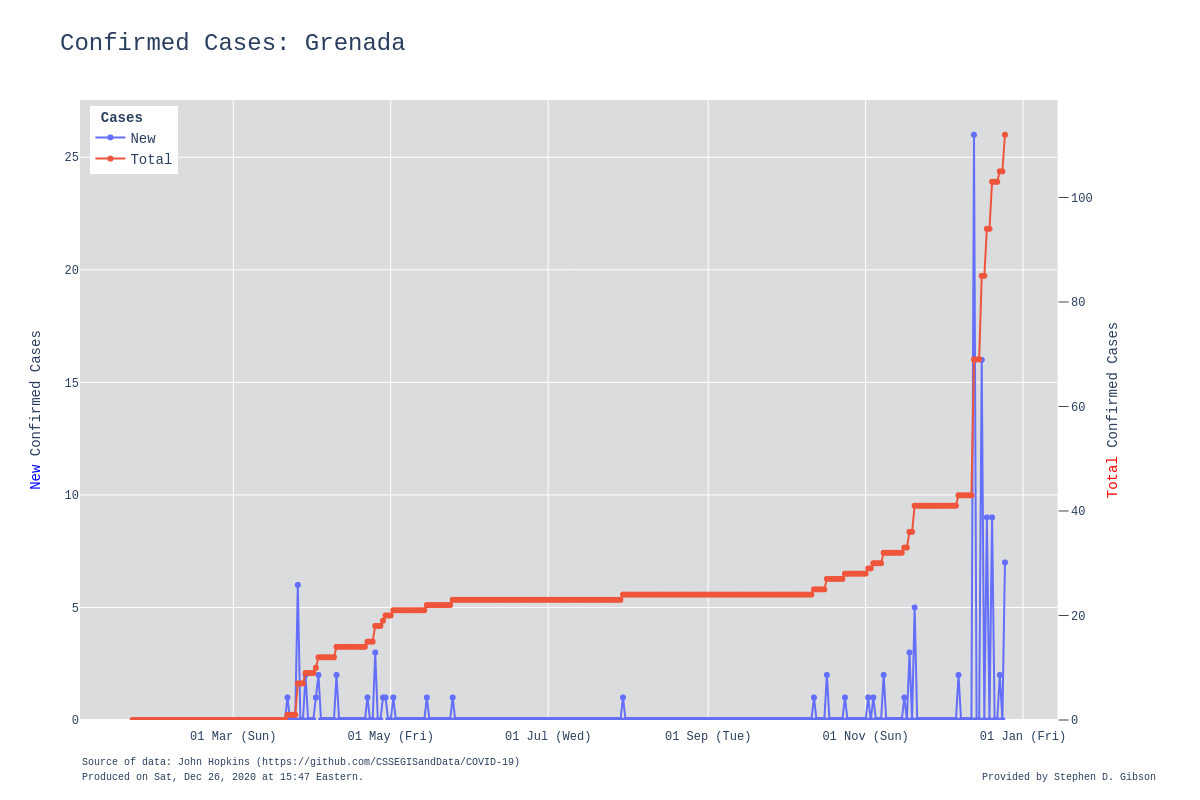 Confirmed Cases: Grenada
Cases
New
Total
25
20
15
10
5
0
100
80
60
40
20
0
New Confirmed Cases
Total Confirmed Cases
01 Mar (Sun)
01 May (Fri)
01 Jul (Wed)
01 Sep (Tue)
01 Nov (Sun)
01 Jan (Fri)
Source of data: John Hopkins (https://github.com/CSSEGISandData/COVID-19)
Produced on Sat, Dec 26, 2020 at 15:47 Eastern.
Provided by Stephen D. Gibson